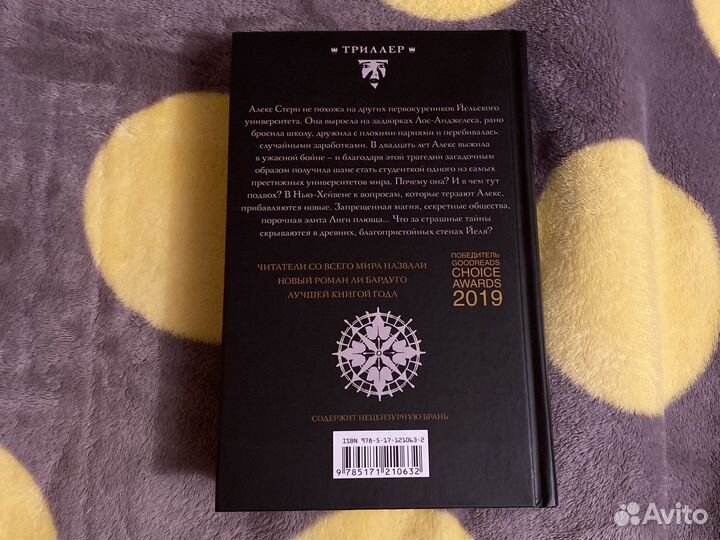 ТРИЛЛЕР
Алекс Стерн не похожа на других первокурсников Йельского
университета. Она выросла на задворках Лос-Анджелеса, рано
бросила школу, дружила с плохими парнями и перебивалась
случайными заработками. В двадцать лет Алекс выжила
в ужасной бойне – и благодаря этой трагедии загадочным
образом получила шанс стать студенткой одного из самых
престижных университетов мира. Почему она? И в чем тут
подвох? В Нью-Хейвене к вопросам, которые терзают Алекс,
прибавляются новые. Запрещенная магия, секретные общества,
порочная элита Лиги плюща... Что за страшные тайны
скрываются в древних, благопристойных стенах Йеля?
ЧИТАТЕЛИ СО ВСЕГО МИРА НАЗВАЛИ
НОВЫЙ РОМАН ЛИ БАРДУГО
ЛУЧШЕЙ КНИГОЙ ГОДА
ПОБЕДИТЕЛЬ
GOODREADS
CHOICE
AWARDS
2019
СОДЕРЖИТ НЕЦЕНЗУРНУЮ БРАНЬ
ISBN 978-5-17-121063-2
9 785171 210632
Avito